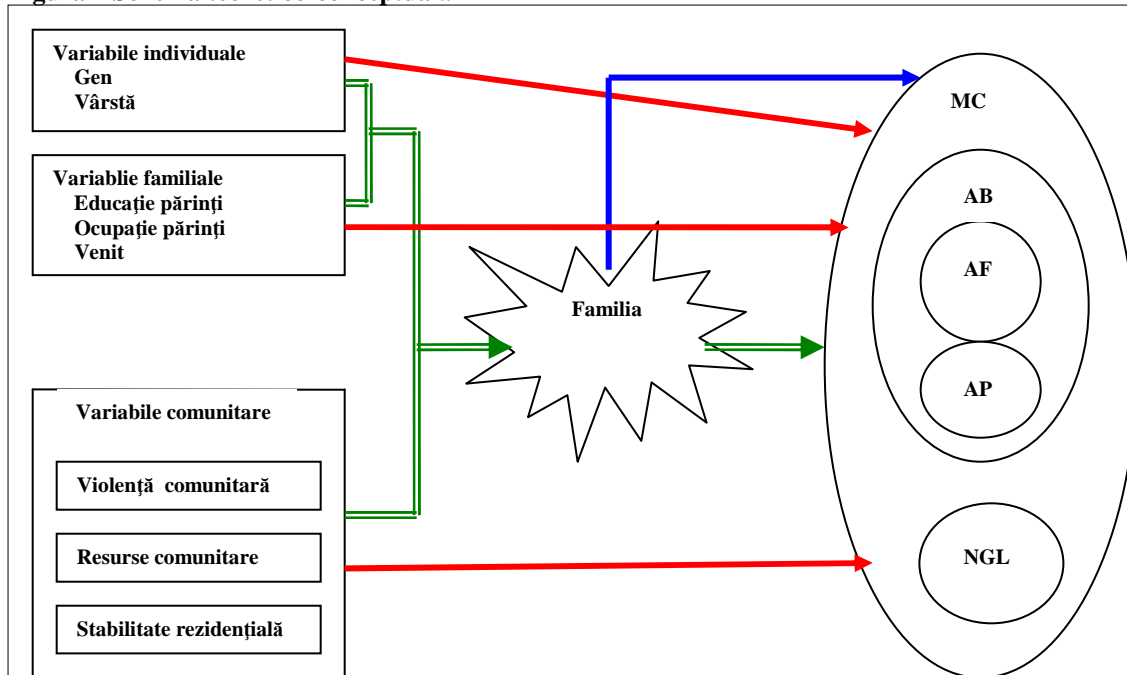 Variabile individuale
Gen
Vârstă
Variablie familiale
Educaţie părinţi
Ocupaţie părinţi
Venit
Variabile comunitare
Violenţă comunitară
Resurse comunitare
Stabilitate rezidenţială
Familia
MC
AB
AF
AP
NGL